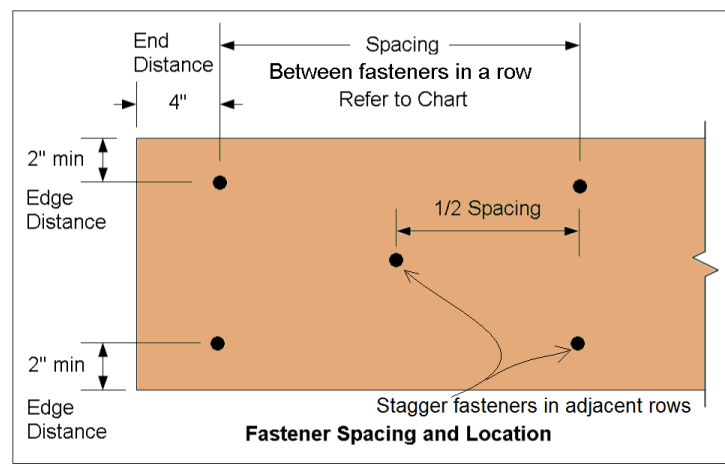 End
Distance
Spacing
Between fasteners in a row
Refer to Chart
4"
2" min
Edge
Distance
1/2 Spacing
2" min
Edge
Distance
Stagger fasteners in adjacent rows
Fastener Spacing and Location